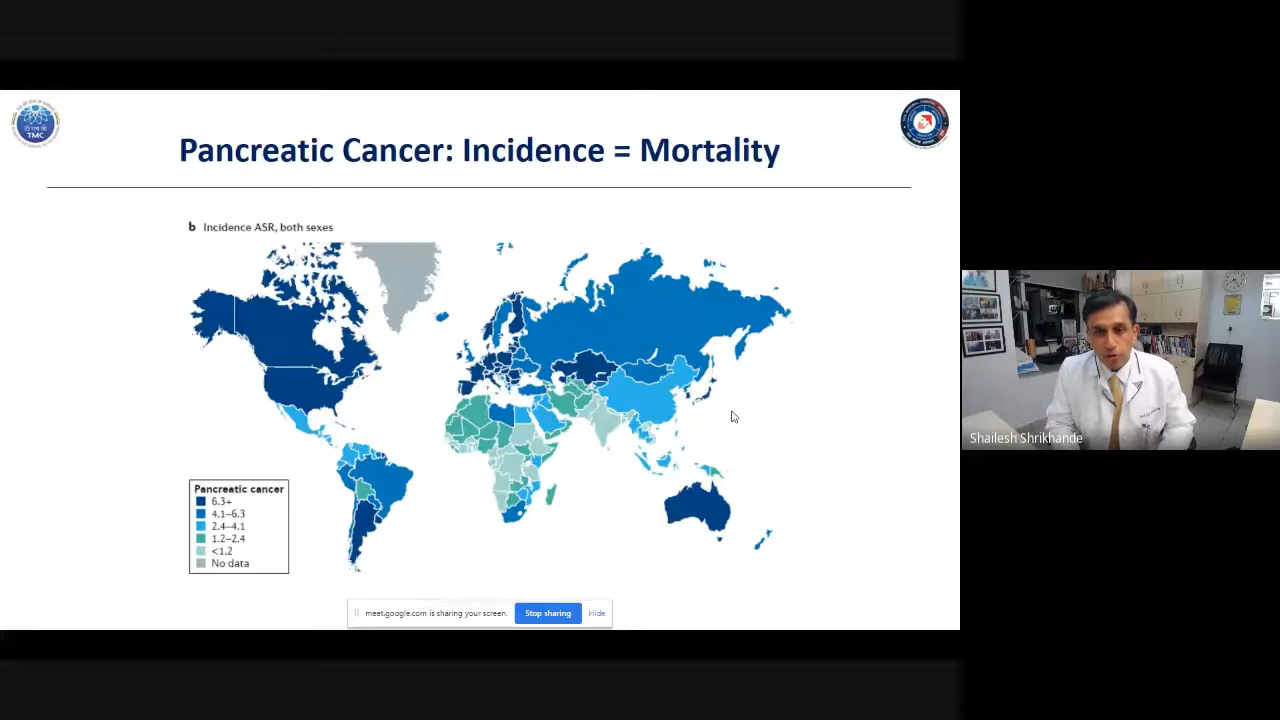 TMC
Pancreatic Cancer: Incidence = Mortality
b Incidence ASR, both sexes
Pancreatic cancer
6.3+
4.1–6.3
2.4–4.1
1.2–2.4
<1.2
No data
meet.google.com is sharing your screen.
Stop sharing
Hide
Shailesh Shrikhande